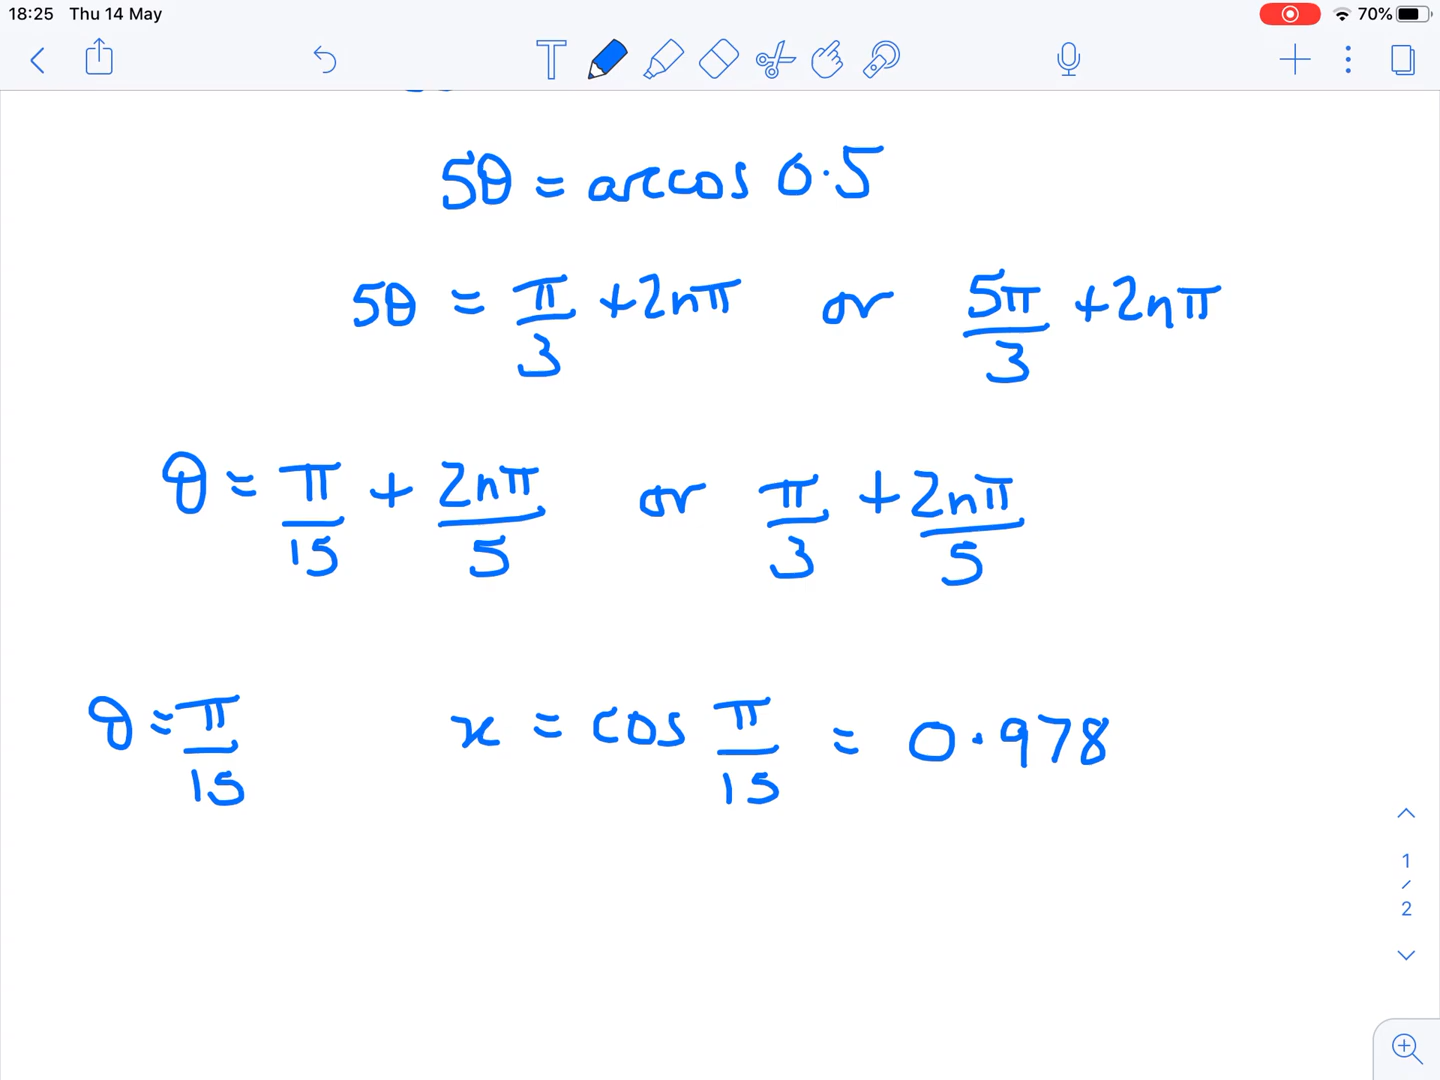 18:25 Thu 14 May 70%
T
5θ = arccos 0.5
5θ = π/3 + 2nπ or 5π/3 + 2nπ
θ = π/15 + 2nπ/5 or π/3 + 2nπ/5
θ = π/15 x = cos π/15 = 0.978
1
/
2